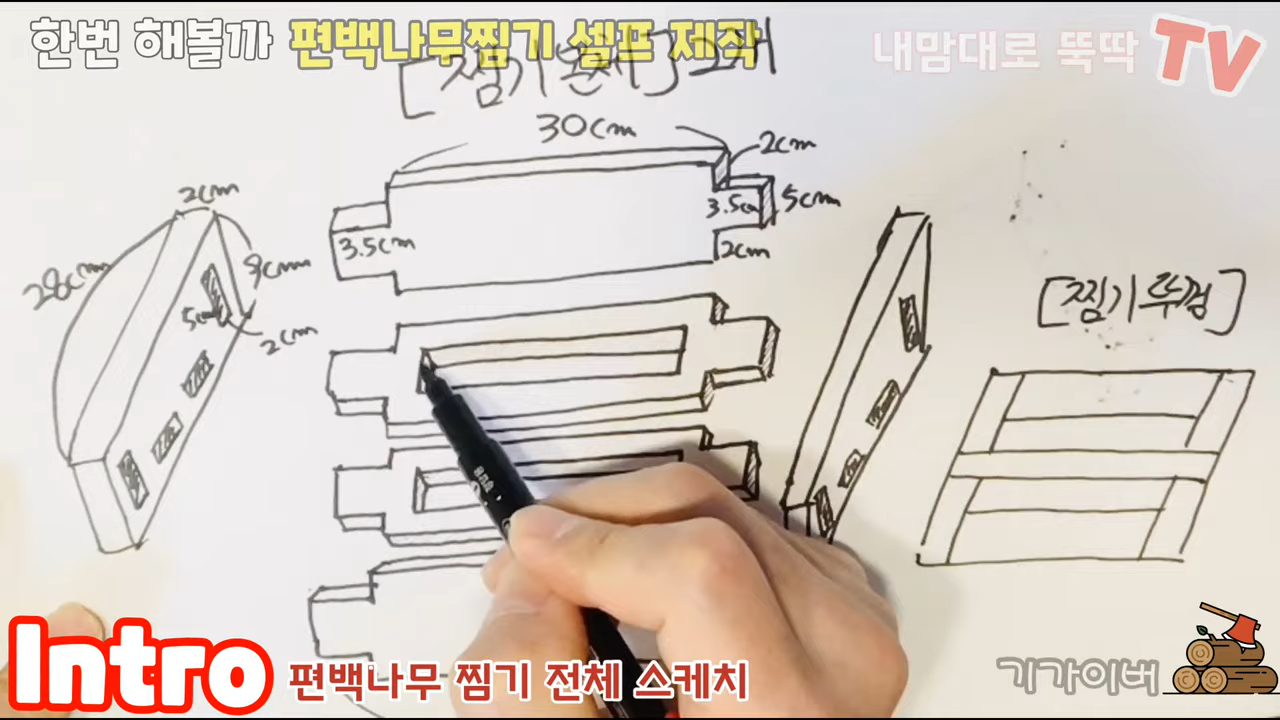 한번 해볼까 편백나무찜기 셀프 제작
내맘대로 뚝딱 TV
30cm
2cm
3.5cm
5cm
3.5cm
2cm
2cm
28cm
9cm
5cm
2cm
[찜기뚜껑]
Intro
편백나무 찜기 전체 스케치
기가이버